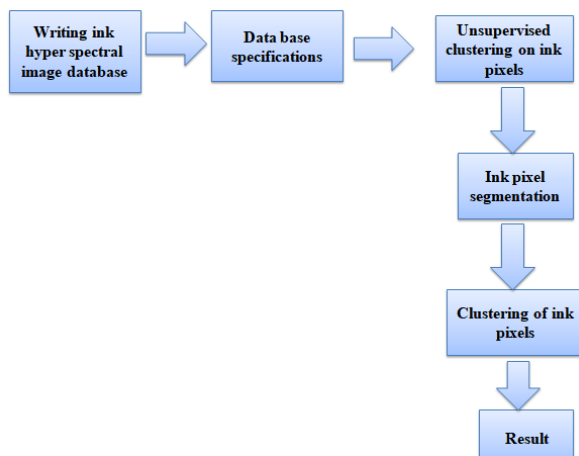 Writing ink
hyper spectral
image database
Data base
specifications
Unsupervised
clustering on ink
pixels
Ink pixel
segmentation
Clustering of ink
pixels
Result